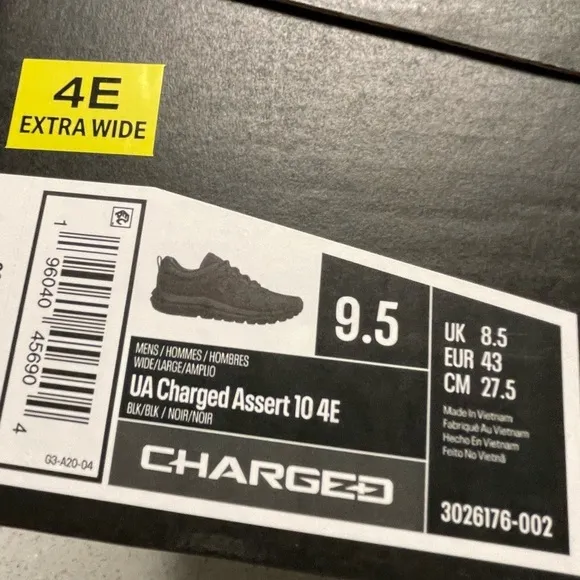 4E
EXTRA WIDE
1 96040 45690 4
G3-A20-04
MENS / HOMMES / HOMBRES
WIDE/LARGE/AMPLIO
UA Charged Assert 10 4E
BLK/BLK / NOIR/NOIR
CHARGED
9.5
UK 8.5
EUR 43
CM 27.5
Made in Vietnam
Fabriqué Au Vietnam
Hecho En Vietnam
Feito No Vietnã
3026176-002